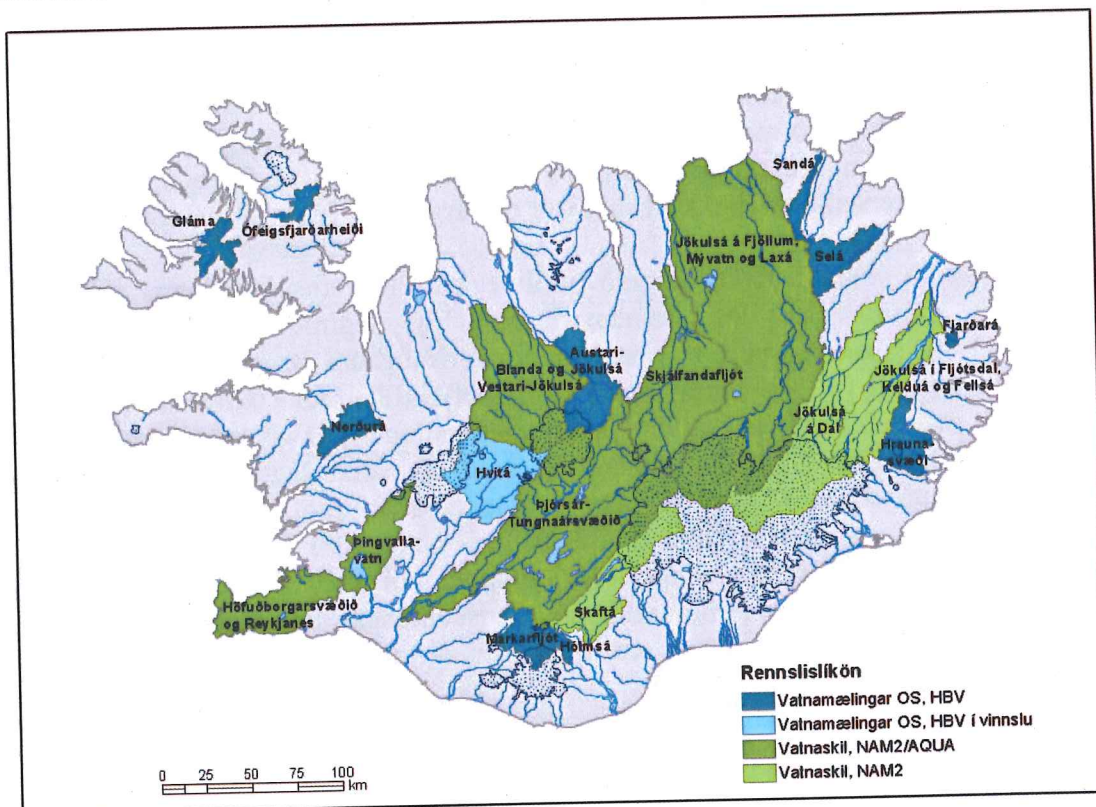 Sandá
Gláma
Ófeigsfjarðarheiði
Jökulsá á Fjöllum,
Mývatn og Laxá
Selá
Fjarðará
Austari-
Blanda og Jökulsá
Vestari-Jökulsá
Skjálfandafljót
Jökulsá í Fljótsdal,
Kelduá og Fellsá
Jökulsá
á Dal
Norðurá
Hrauna-
svæði
Hvítá
Þjórsár-
Tungnaársvæðið
Þingvalla-
vatn
Höfuðborgarsvæðið
og Reykjanes
Skaftá
Markarfljót
Hólmsá
Rennslislíkön
Vatnamælingar OS, HBV
Vatnamælingar OS, HBV í vinnslu
Vatnaskil, NAM2/AQUA
Vatnaskil, NAM2
0 25 50 75 100
km